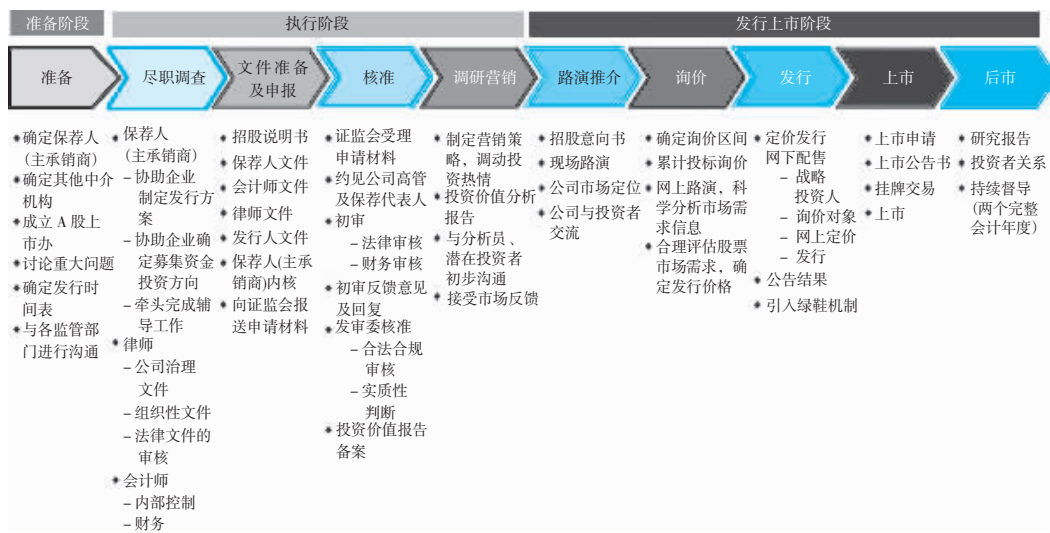 准备阶段
执行阶段
发行上市阶段
准备
尽职调查
文件准备
及申报
核准
调研营销
路演推介
询价
发行
上市
后市
确定保荐人
(主承销商)
确定其他中介
机构
成立 A 股上
市办
讨论重大问题
确定发行时
间表
与各监管部
门进行沟通
保荐人
(主承销商)
–协助企业
制定发行方
案
–协助企业确
定募集资金
投资方向
–牵头完成辅
导工作
律师
–公司治理
文件
–组织性文件
–法律文件的
审核
会计师
–内部控制
–财务
招股说明书
保荐人文件
会计师文件
律师文件
发行人文件
保荐人(主承
销商)内核
向证监会报
送申请材料
证监会受理
申请材料
约见公司高管
及保荐代表人
初审
–法律审核
–财务审核
初审反馈意见
及回复
发审委核准
–合法合规
审核
–实质性
判断
投资价值报告
备案
制定营销策
略，调动投
资热情
投资价值分析
报告
与分析员、
潜在投资者
初步沟通
接受市场反馈
招股意向书
现场路演
公司市场定位
公司与投资者
交流
确定询价区间
累计投标询价
网上路演，科
学分析市场需
求信息
合理评估股票
市场需求，确
定发行价格
定价发行
网下配售
–战略
投资人
–询价对象
–网上定价
–发行
公告结果
引入绿鞋机制
上市申请
上市公告书
挂牌交易
上市
研究报告
投资者关系
持续督导
(两个完整
会计年度)